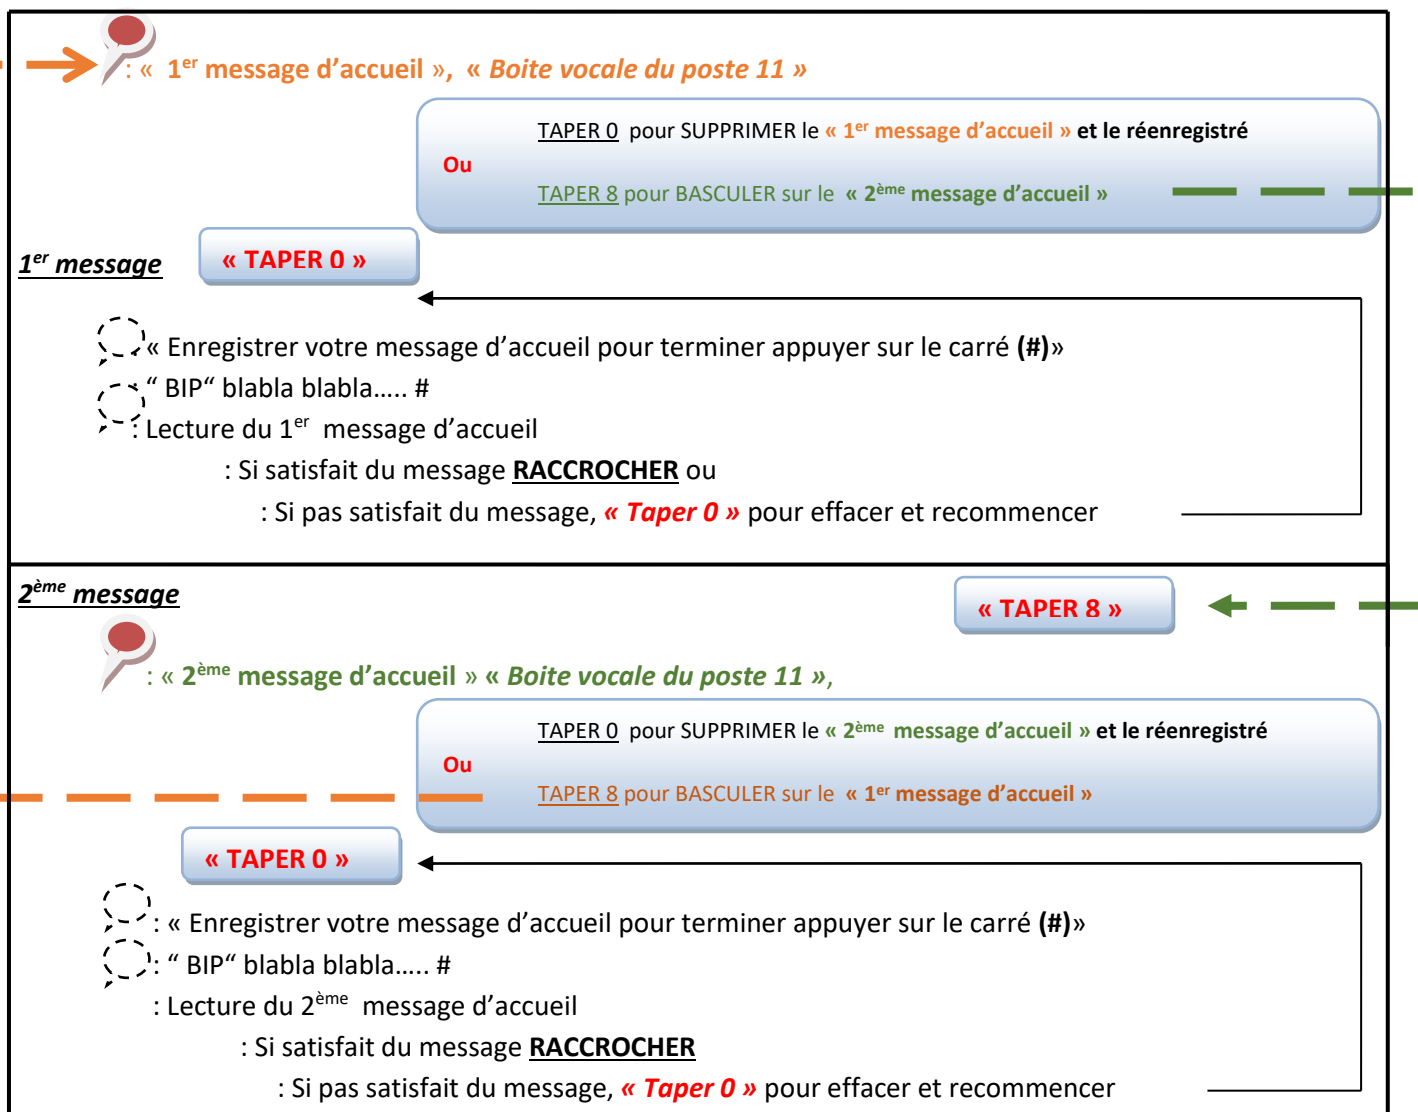 : « 1er message d’accueil », « Boite vocale du poste 11 »
TAPER 0 pour SUPPRIMER le « 1er message d’accueil » et le réenregistré
Ou
TAPER 8 pour BASCULER sur le « 2ème message d’accueil »
1er message
« TAPER 0 »
« Enregistrer votre message d’accueil pour terminer appuyer sur le carré (#)»
: “ BIP“ blabla blabla….. #
: Lecture du 1er message d’accueil
: Si satisfait du message RACCROCHER ou
: Si pas satisfait du message, « Taper 0 » pour effacer et recommencer
2ème message
« TAPER 8 »
: « 2ème message d’accueil » « Boite vocale du poste 11 »,
TAPER 0 pour SUPPRIMER le « 2ème message d’accueil » et le réenregistré
Ou
TAPER 8 pour BASCULER sur le « 1er message d’accueil »
« TAPER 0 »
: « Enregistrer votre message d’accueil pour terminer appuyer sur le carré (#)»
: “ BIP“ blabla blabla….. #
: Lecture du 2ème message d’accueil
: Si satisfait du message RACCROCHER
: Si pas satisfait du message, « Taper 0 » pour effacer et recommencer